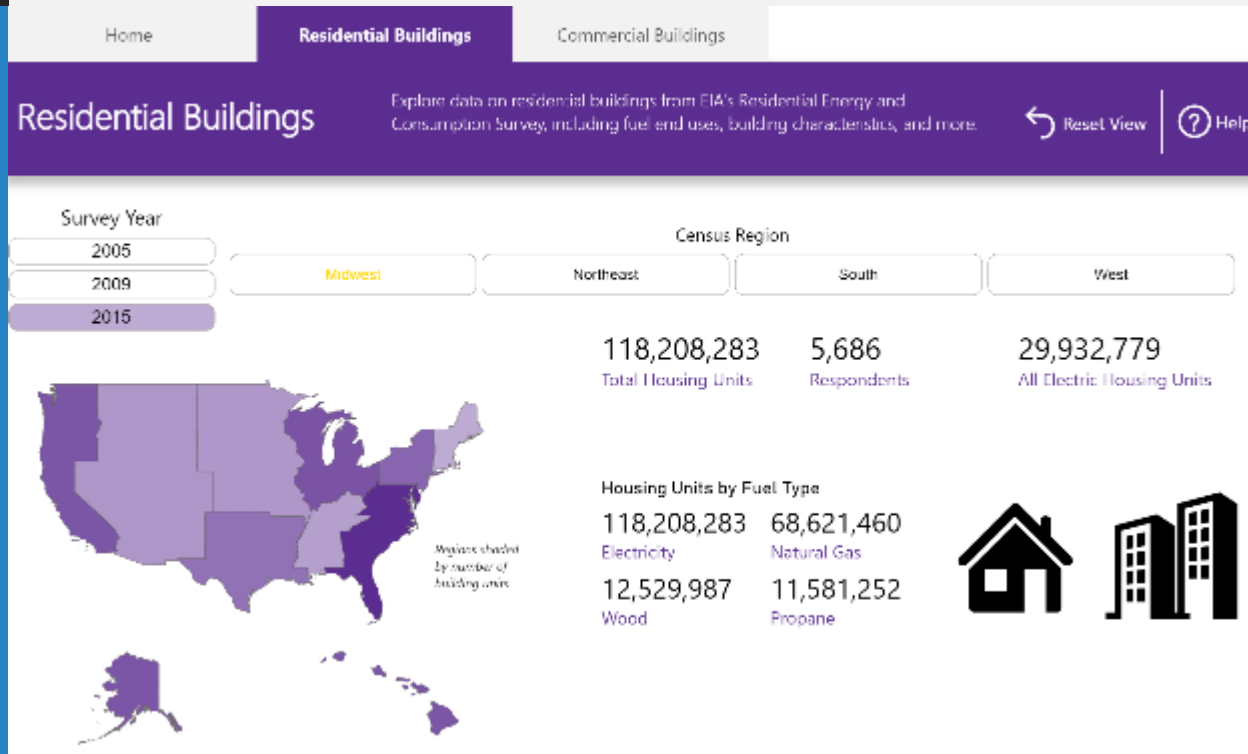 Home
Residential Buildings
Commercial Buildings
Residential Buildings
Explore data on residential buildings from EIA's Residential Energy and
Consumption Survey, including fuel end uses, building characteristics, and more.
Reset View
? Help
Survey Year
2005
2009
2015
Census Region
Midwest
Northeast
South
West
118,208,283
Total Housing Units
5,686
Respondents
29,932,779
All Electric Housing Units
Regions shaded
by number of
building units
Housing Units by Fuel Type
118,208,283
Electricity
68,621,460
Natural Gas
12,529,987
Wood
11,581,252
Propane